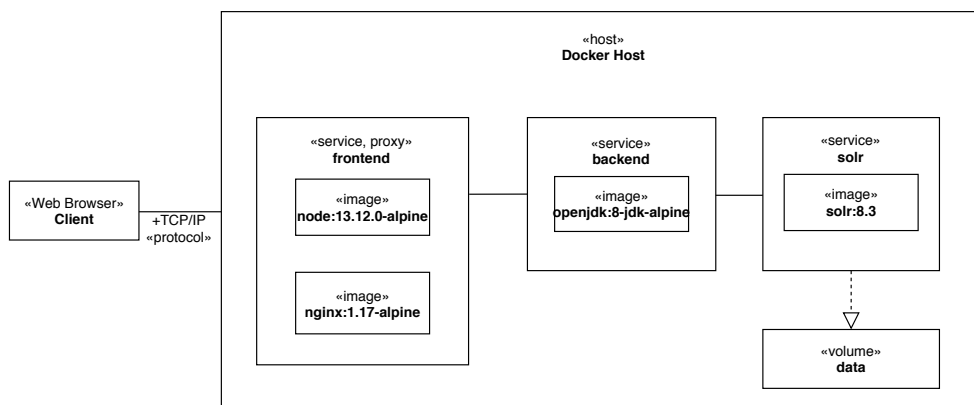 «host»
Docker Host
«service, proxy»
frontend
«image»
node:13.12.0-alpine
«image»
nginx:1.17-alpine
«service»
backend
«image»
openjdk:8-jdk-alpine
«service»
solr
«image»
solr:8.3
«Web Browser»
Client
+TCP/IP
«protocol»
«volume»
data